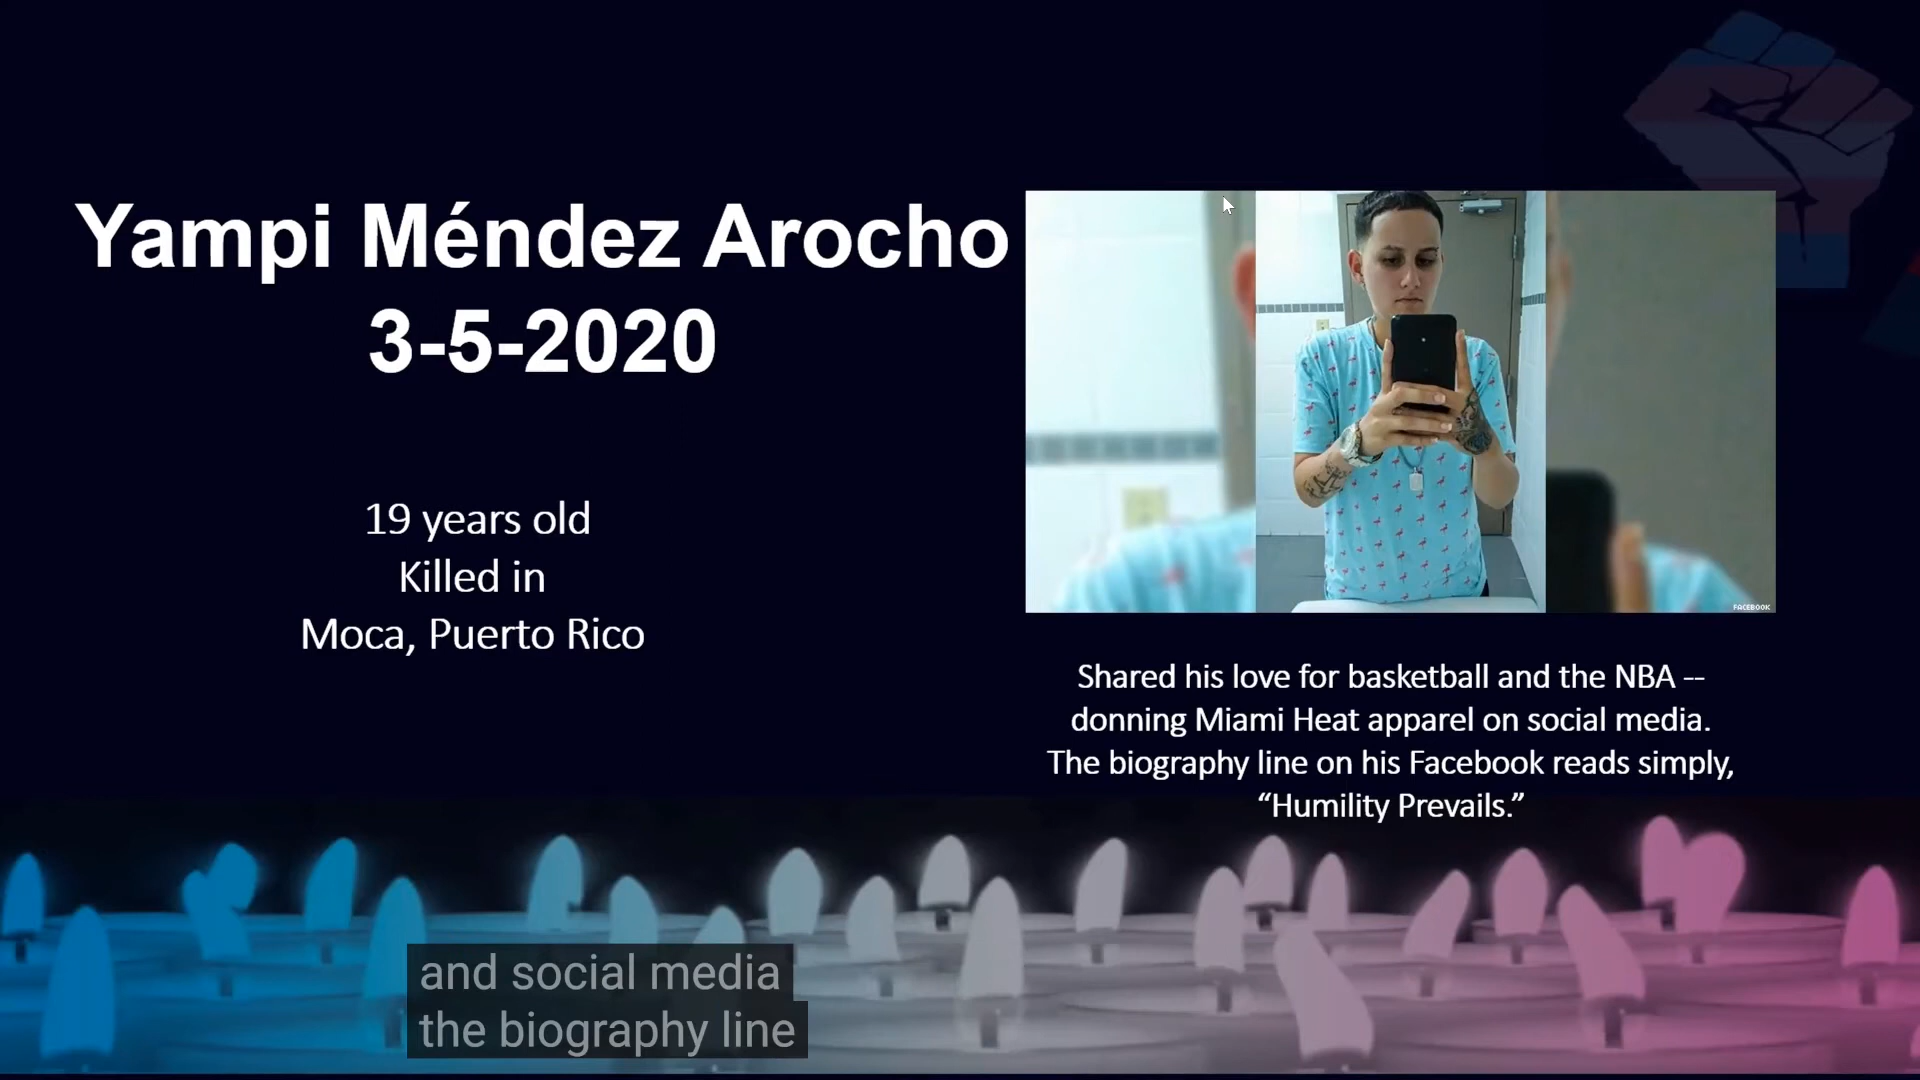 Yampi Méndez Arocho
3-5-2020
19 years old
Killed in
Moca, Puerto Rico
FACEBOOK
Shared his love for basketball and the NBA --
donning Miami Heat apparel on social media.
The biography line on his Facebook reads simply,
“Humility Prevails.”
and social media
the biography line